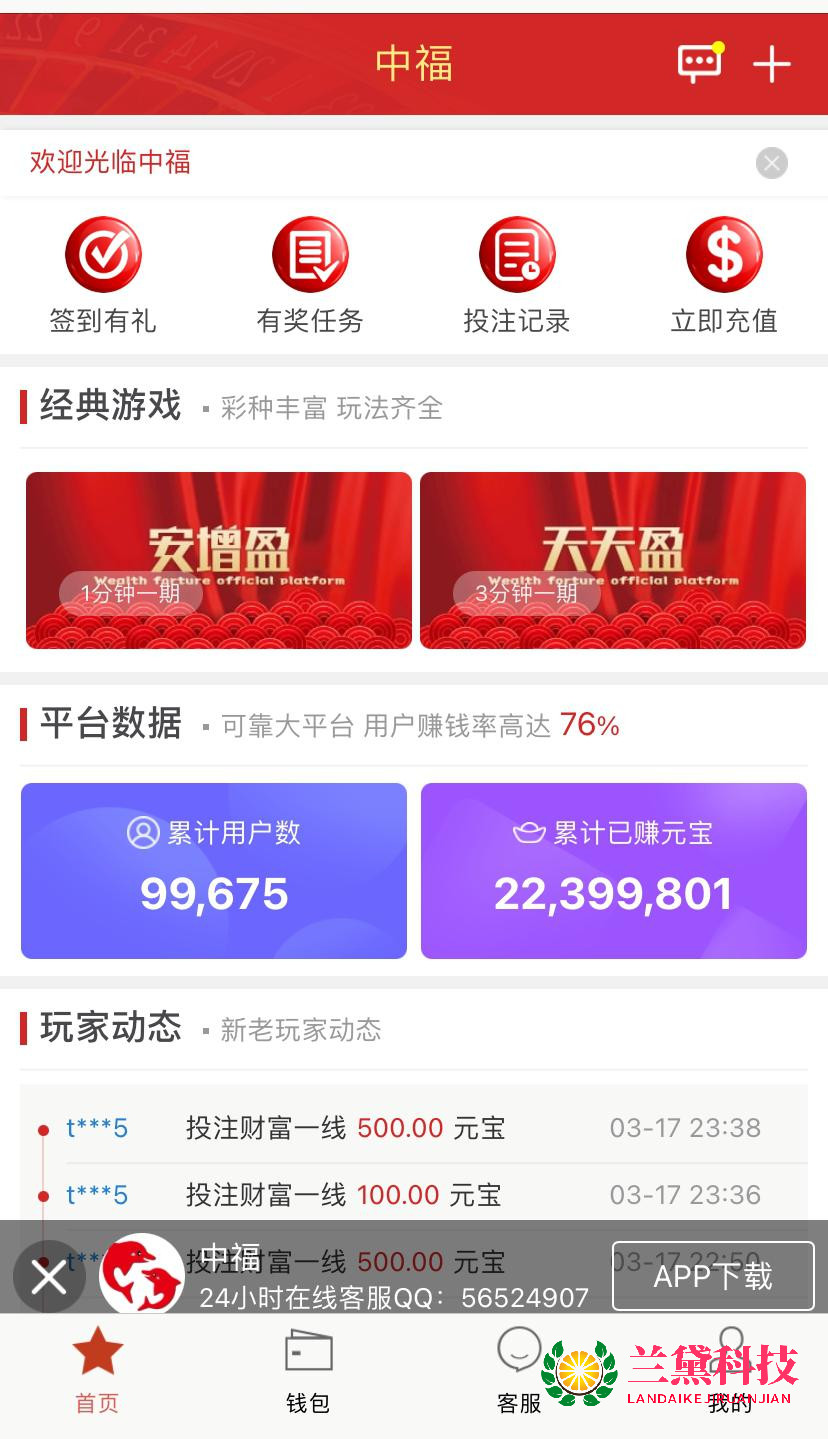 中福
欢迎光临中福
签到有礼 有奖任务 投注记录 立即充值
经典游戏 彩种丰富 玩法齐全
安增盈 天天盈
Wealth fortune official platform Wealth fortune official platform
1分钟一期 3分钟一期
平台数据 可靠大平台 用户赚钱率高达 76%
累计用户数 累计已赚元宝
99,675 22,399,801
玩家动态 新老玩家动态
t***5 投注财富一线 500.00 元宝 03-17 23:38
t***5 投注财富一线 100.00 元宝 03-17 23:36
投注财富一线 500.00 元宝 03-17 22:50
中福
24小时在线客服QQ：56524907
APP下载
兰黛科技
首页 钱包 客服 我的